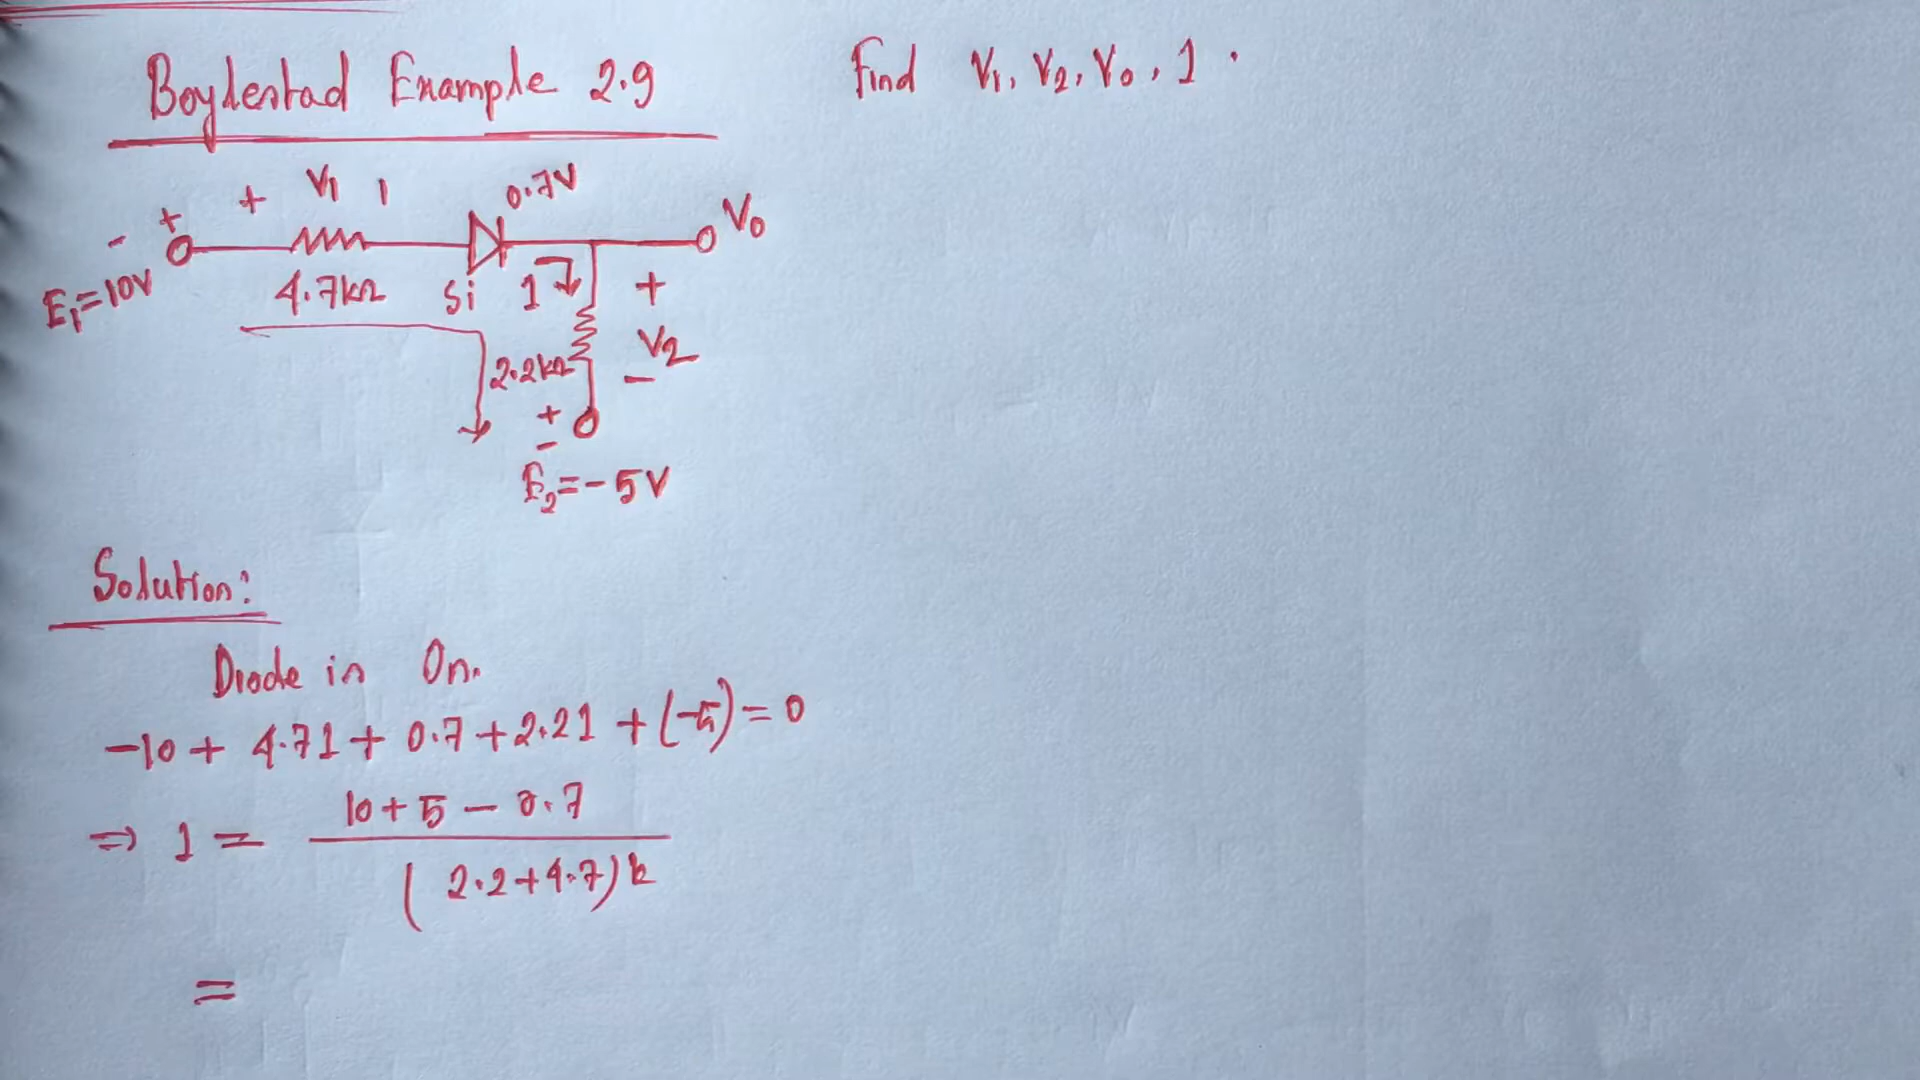 Boylestad Example 2.9
Find V1, V2, V0, I.
+ V1 I
0.7V
V0
+
-
E1=10V
4.7kΩ Si I
+
V2
-
2.2kΩ
+
-
E2=-5V
Solution:
Diode in On.
-10 + 4.7I + 0.7 + 2.2I + (-5) = 0
⇒ I = 10+5-0.7
(2.2+4.7)k
=